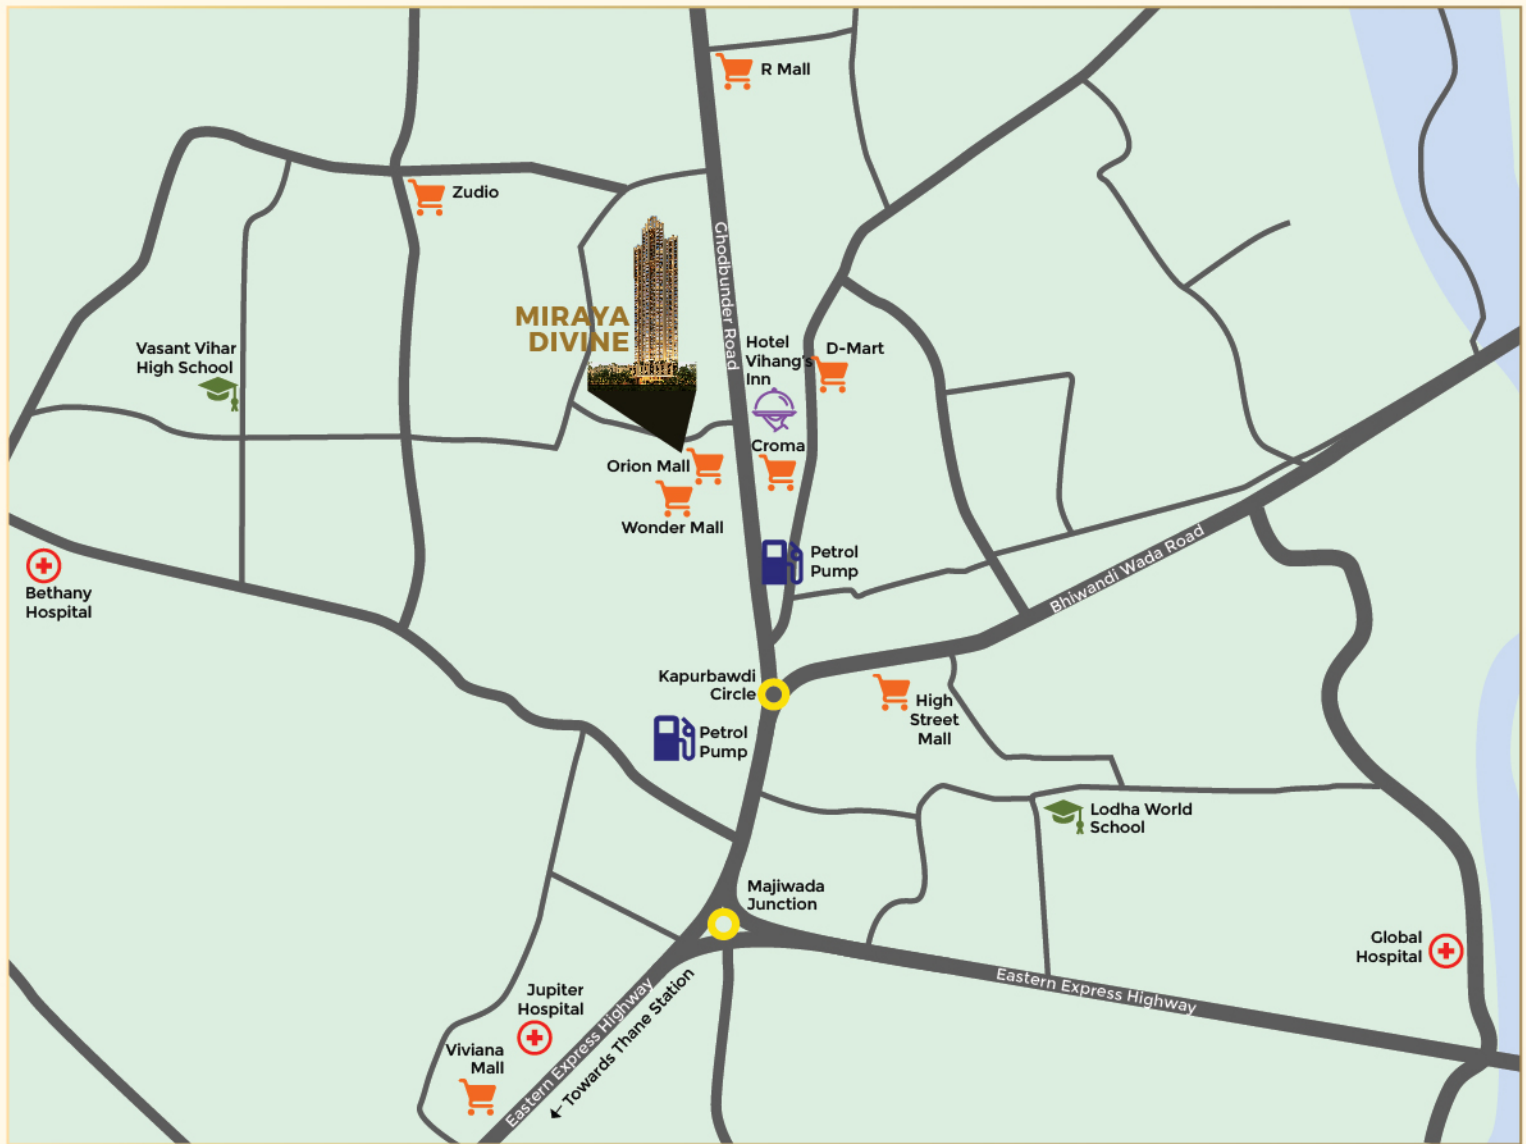 R Mall
Zudio
Ghodbunder Road
MIRAYA
DIVINE
Vasant Vihar
High School
Hotel
Vihang's
Inn
D-Mart
Croma
Orion Mall
Wonder Mall
Petrol
Pump
Bethany
Hospital
Bhiwandi Wada Road
Kapurbawdi
Circle
High
Street
Mall
Petrol
Pump
Lodha World
School
Majiwada
Junction
Global
Hospital
Eastern Express Highway
Jupiter
Hospital
Viviana
Mall
Eastern Express Highway
Towards Thane Station